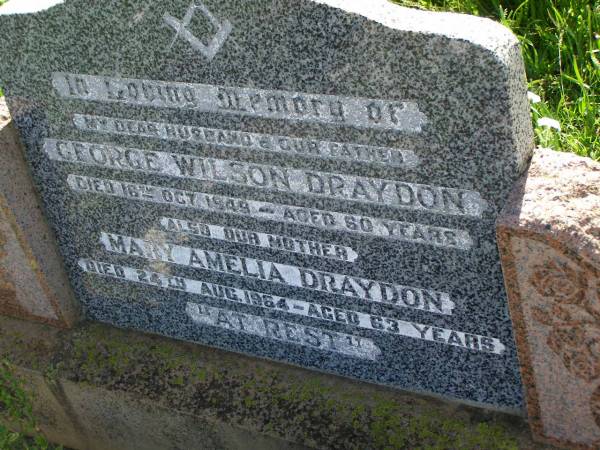 In Loving Memory of
MY DEAR HUSBAND & OUR FATHER
GEORGE WILSON DRAYDON
DIED 16TH OCT 1949 - AGED 60 YEARS
ALSO OUR MOTHER
MARY AMELIA DRAYDON
DIED 24TH AUG. 1964 - AGED 63 YEARS
"AT REST"